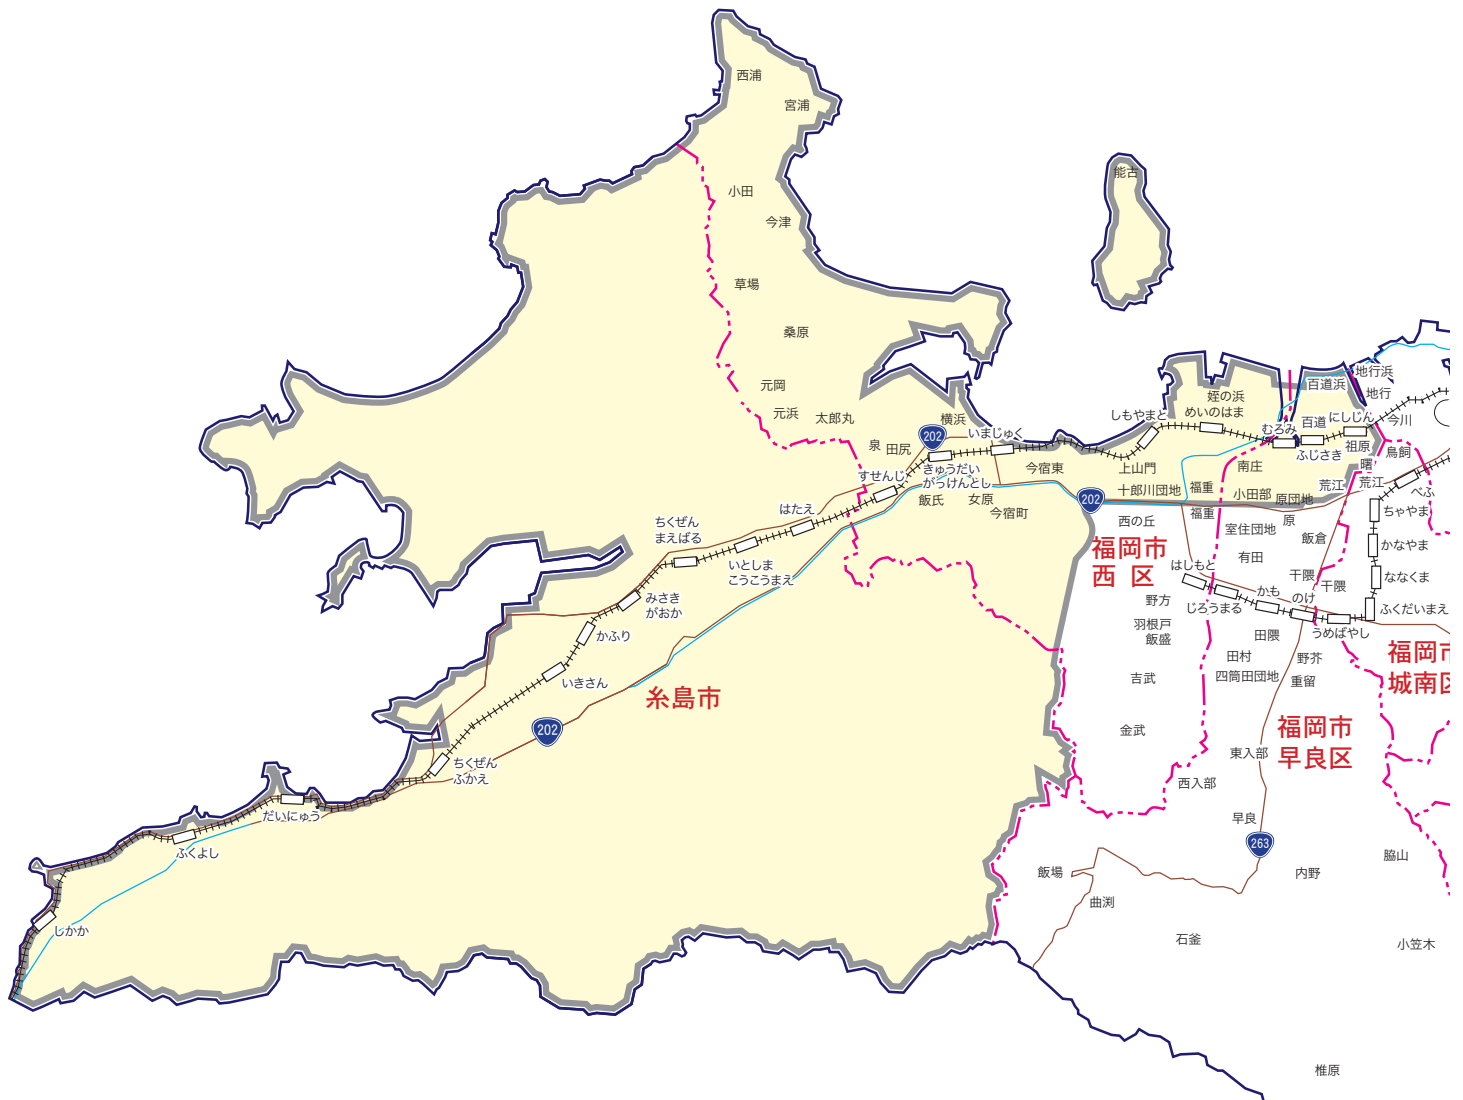 西浦
宮浦
能古
小田
今津
草場
桑原
元岡
元浜
太郎丸
横浜
泉
田尻
202
いまじゅく
しもやまと
姪の浜
めいのはま
百道浜
地行浜
地行
むろみ
百道
にしじん
今川
ふじさき
祖原
鳥飼
曙
荒江
荒江
べふ
すせんじ
きゅうだい
がっけんとし
飯氏
女原
今宿町
今宿東
上山門
十郎川団地
福重
福重
南庄
小田部
原団地
原
202
西の丘
室住団地
飯倉
ちゃやま
かなやま
ななくま
ふくだいまえ
福岡市
西 区
はしもと
有田
干隈
干隈
じろうまる
かも
のけ
うめばやし
野方
羽根戸
飯盛
田隈
田村
野芥
四箇田団地
重留
吉武
金武
福岡市
城南区
福岡市
早良区
東入部
西入部
早良
263
脇山
飯場
内野
曲渕
石釜
小笠木
椎原
はたえ
ちくぜん
まえばる
いとしま
こうこうまえ
みさき
がおか
かふり
いきさん
糸島市
202
ちくぜん
ふかえ
だいにゅう
ふくよし
しかか